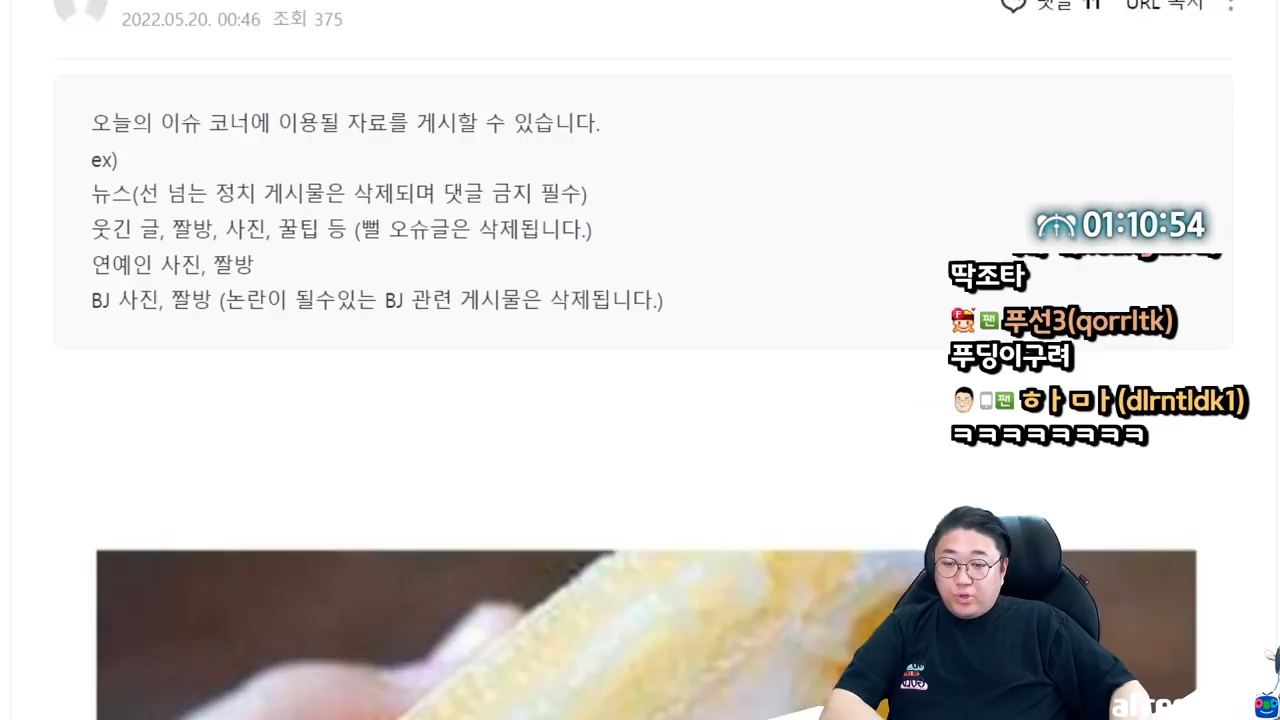 2022.05.20. 00:46 조회 375
댓글 11 URL 복사
오늘의 이슈 코너에 이용될 자료를 게시할 수 있습니다.
ex)
뉴스(선 넘는 정치 게시물은 삭제되며 댓글 금지 필수)
웃긴 글, 짤방, 사진, 꿀팁 등 (뻘 오슈글은 삭제됩니다.)
연예인 사진, 짤방
BJ 사진, 짤방 (논란이 될수있는 BJ 관련 게시물은 삭제됩니다.)
01:10:54
딱조타
푸선3(qorrltk)
푸딩이구려
ㅎㅏㅁㅏ(dlrntldk1)
ㅋㅋㅋㅋㅋㅋㅋㅋ